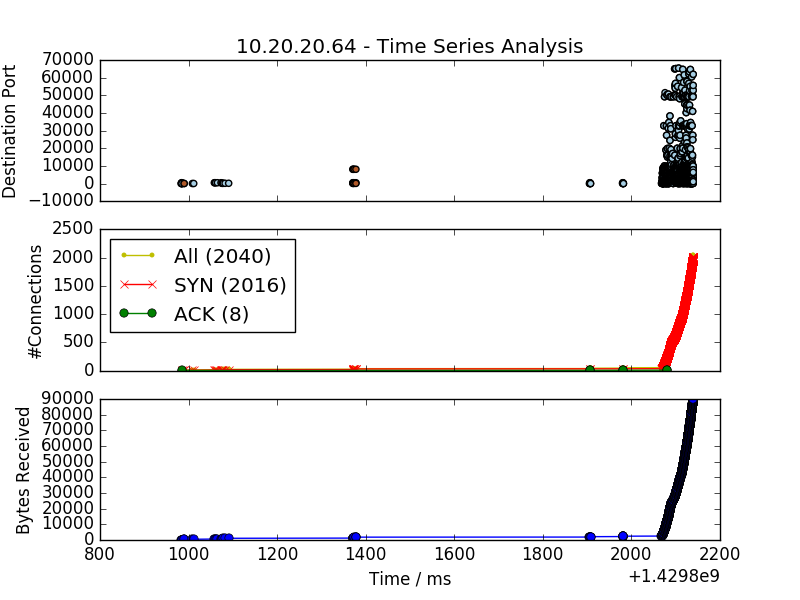 10.20.20.64 - Time Series Analysis
Destination Port
70000
60000
50000
40000
30000
20000
10000
0
−10000
#Connections
2500
2000
1500
1000
500
0
All (2040)
SYN (2016)
ACK (8)
Bytes Received
90000
80000
70000
60000
50000
40000
30000
20000
10000
0
800 1000 1200 1400 1600 1800 2000 2200
Time / ms
+1.4298e9